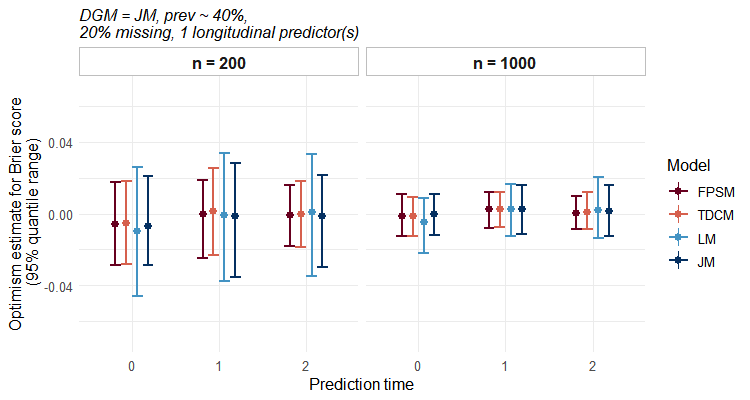 DGM = JM, prev ~ 40%,
20% missing, 1 longitudinal predictor(s)
n = 200
n = 1000
Optimism estimate for Brier score
(95% quantile range)
0.04
0.00
-0.04
0
1
2
0
1
2
Prediction time
Model
FPSM
TDCM
LM
JM